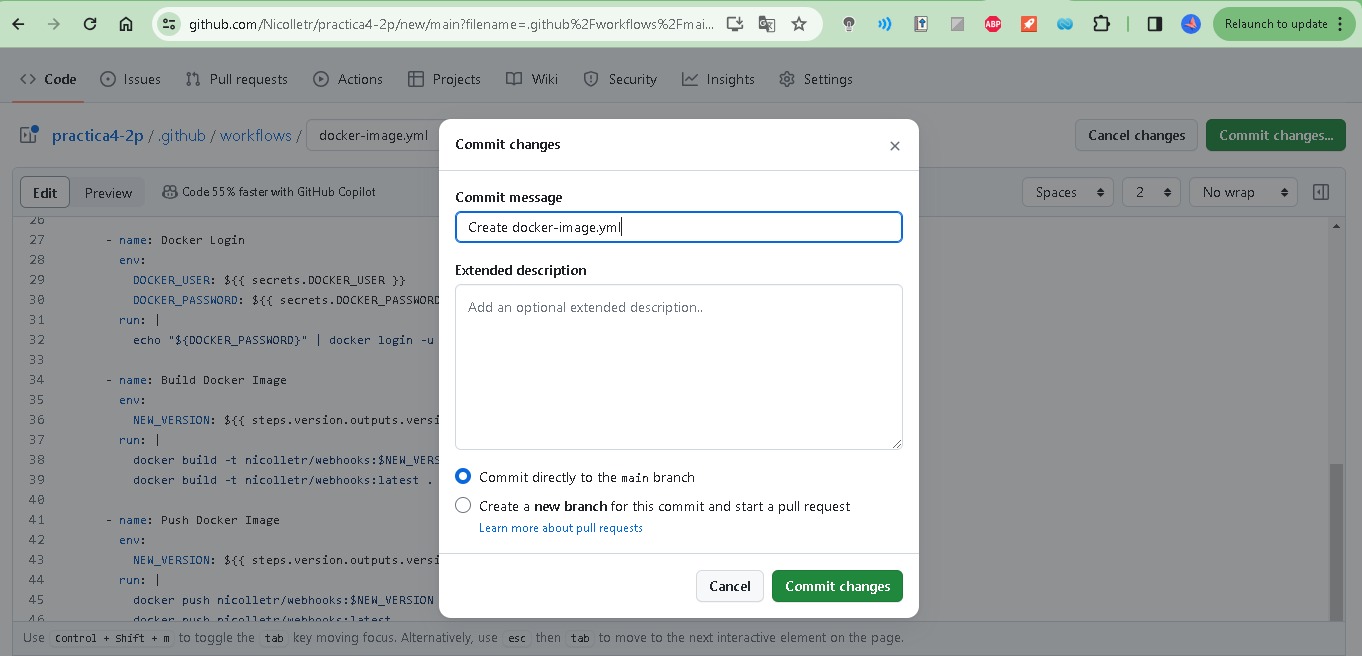 github.com/Nicolletr/practica4-2p/new/main?filename=.github%2Fworkflows%2Fmai...
ABP
Relaunch to update
Code Issues Pull requests Actions Projects Wiki Security Insights Settings
practica4-2p / .github / workflows / docker-image.yml
Cancel changes Commit changes...
Edit Preview Code 55% faster with GitHub Copilot
Spaces 2 No wrap
26
27 - name: Docker Login
28 env:
29 DOCKER_USER: ${{ secrets.DOCKER_USER }}
30 DOCKER_PASSWORD: ${{ secrets.DOCKER_PASSWORD
31 run: |
32 echo "${DOCKER_PASSWORD}" | docker login -u
33
34 - name: Build Docker Image
35 env:
36 NEW_VERSION: ${{ steps.version.outputs.versi
37 run: |
38 docker build -t nicolletr/webhooks:$NEW_VERS
39 docker build -t nicolletr/webhooks:latest .
40
41 - name: Push Docker Image
42 env:
43 NEW_VERSION: ${{ steps.version.outputs.versi
44 run: |
45 docker push nicolletr/webhooks:$NEW_VERSION
46 docker push nicolletr/webhooks:latest
Use Control + Shift + m to toggle the tab key moving focus. Alternatively, use esc then tab to move to the next interactive element on the page.
Commit changes
Commit message
Create docker-image.yml
Extended description
Add an optional extended description..
Commit directly to the main branch
Create a new branch for this commit and start a pull request
Learn more about pull requests
Cancel Commit changes